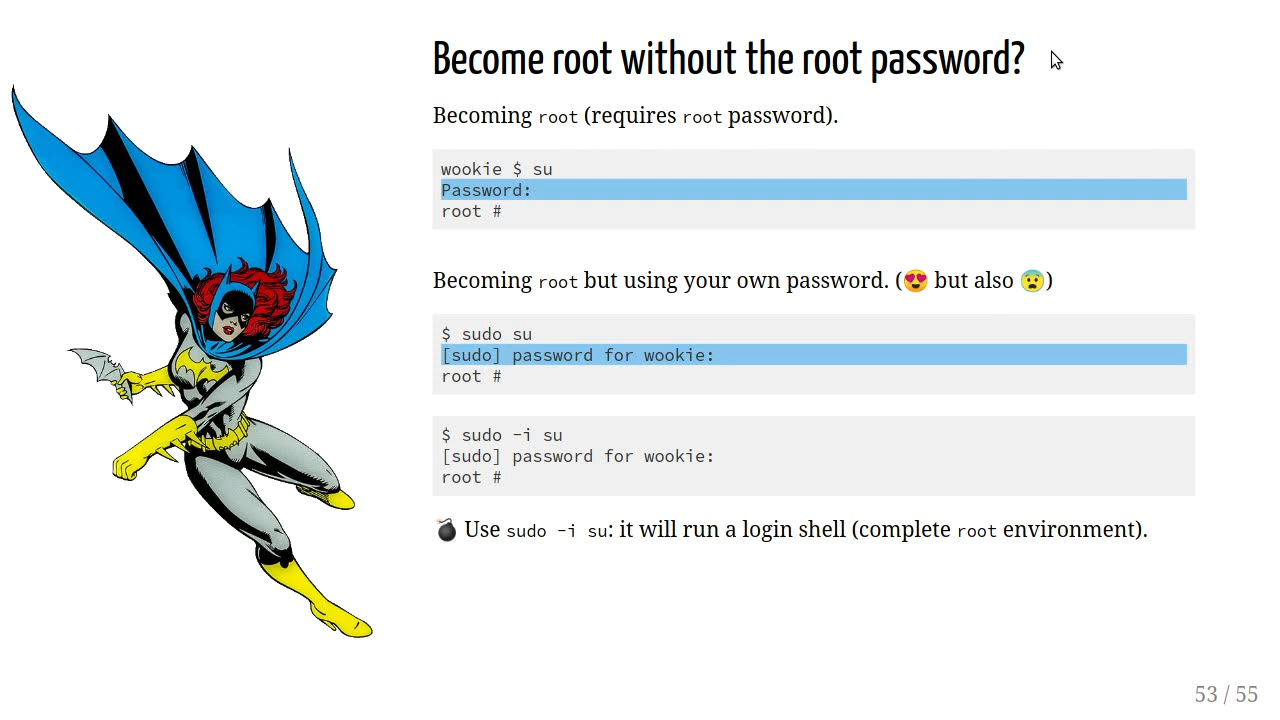 Become root without the root password?
Becoming root (requires root password).
wookie $ su
Password:
root #
Becoming root but using your own password. (😍 but also 😨)
$ sudo su
[sudo] password for wookie:
root #
$ sudo -i su
[sudo] password for wookie:
root #
💣 Use sudo -i su: it will run a login shell (complete root environment).
53 / 55